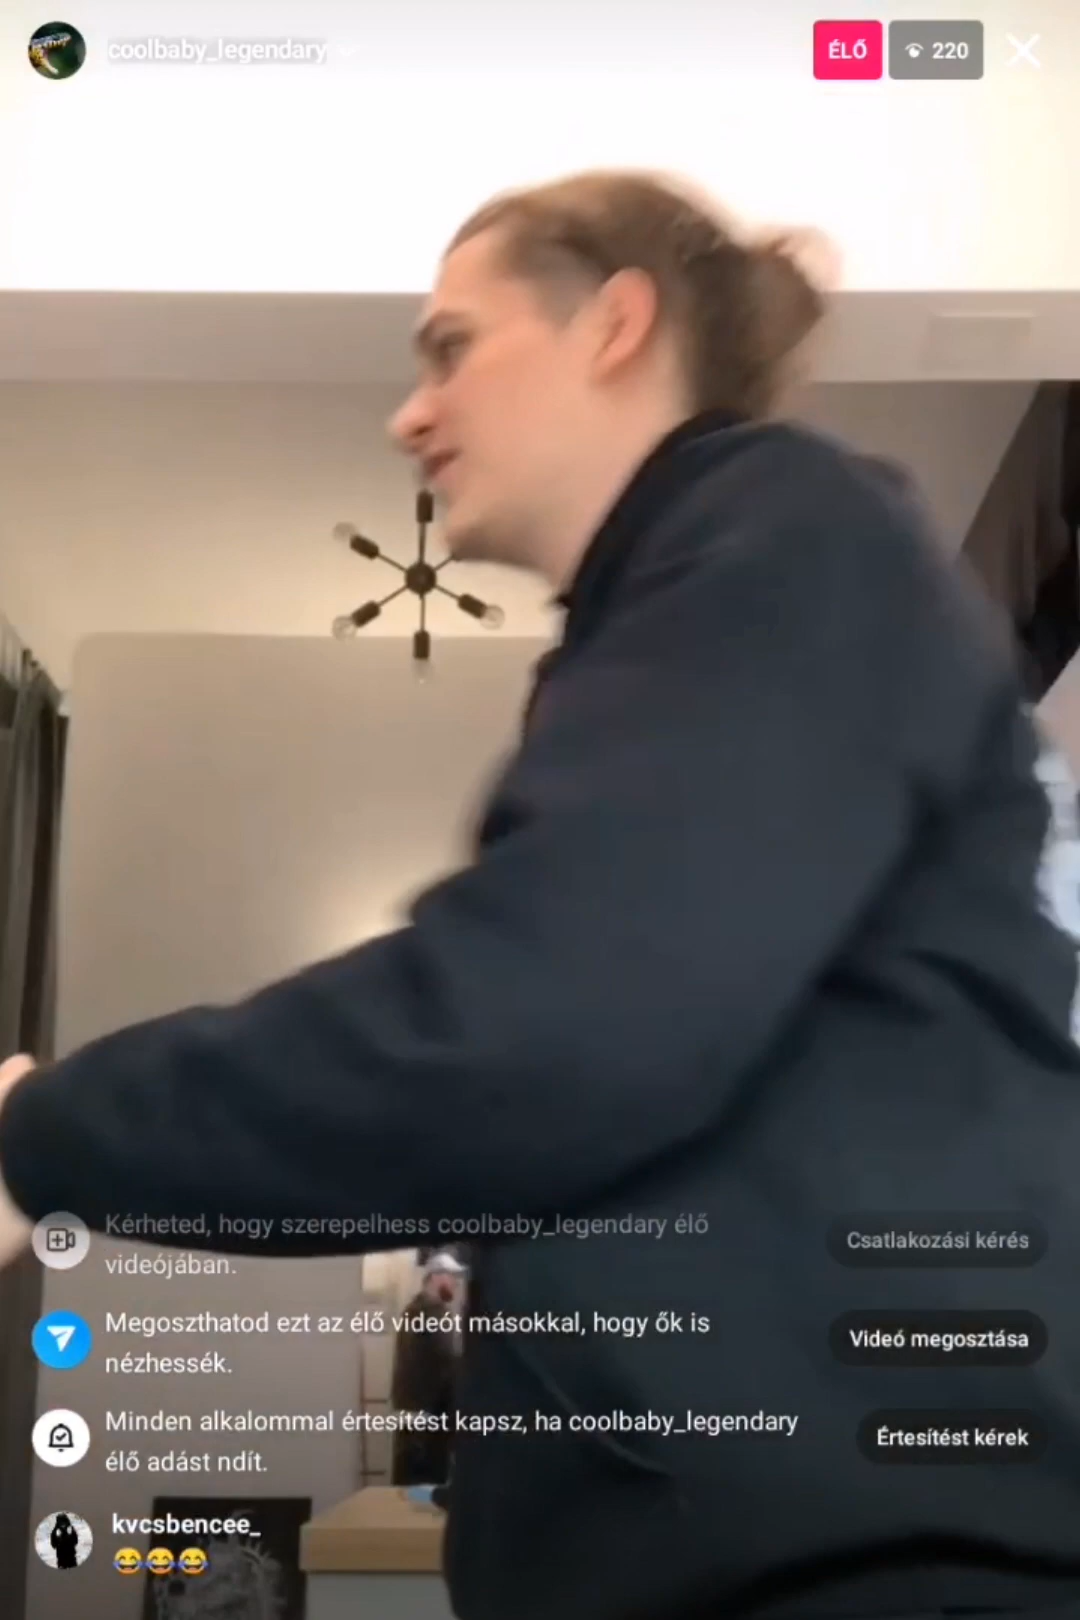 coolbaby_legendary
ÉLŐ
220
Kérheted, hogy szerepelhess coolbaby_legendary élő
videójában.
Csatlakozási kérés
Megoszthatod ezt az élő videót másokkal, hogy ők is
nézhessék.
Videó megosztása
Minden alkalommal értesítést kapsz, ha coolbaby_legendary
élő adást ndít.
Értesítést kérek
kvcsbencee_
😂😂😂